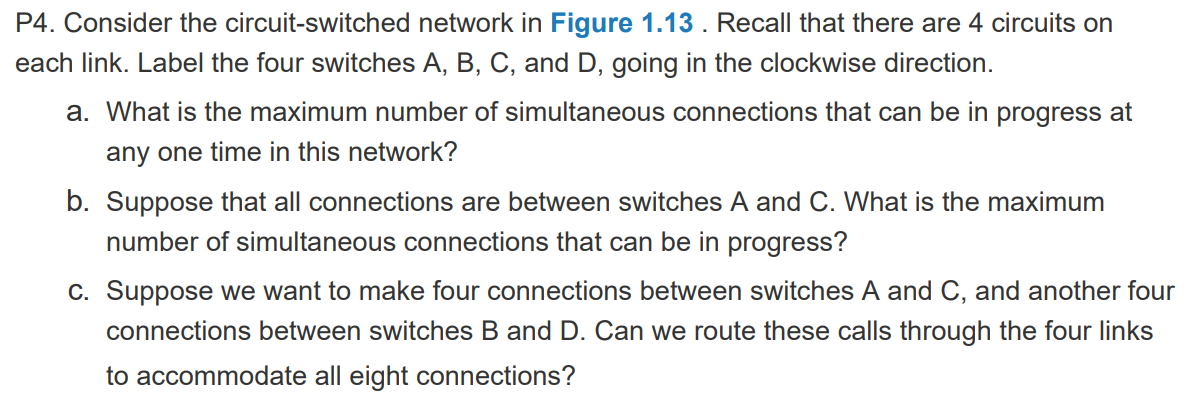 P4. Consider the circuit-switched network in Figure 1.13 . Recall that there are 4 circuits on
each link. Label the four switches A, B, C, and D, going in the clockwise direction.
a. What is the maximum number of simultaneous connections that can be in progress at
any one time in this network?
b. Suppose that all connections are between switches A and C. What is the maximum
number of simultaneous connections that can be in progress?
c. Suppose we want to make four connections between switches A and C, and another four
connections between switches B and D. Can we route these calls through the four links
to accommodate all eight connections?